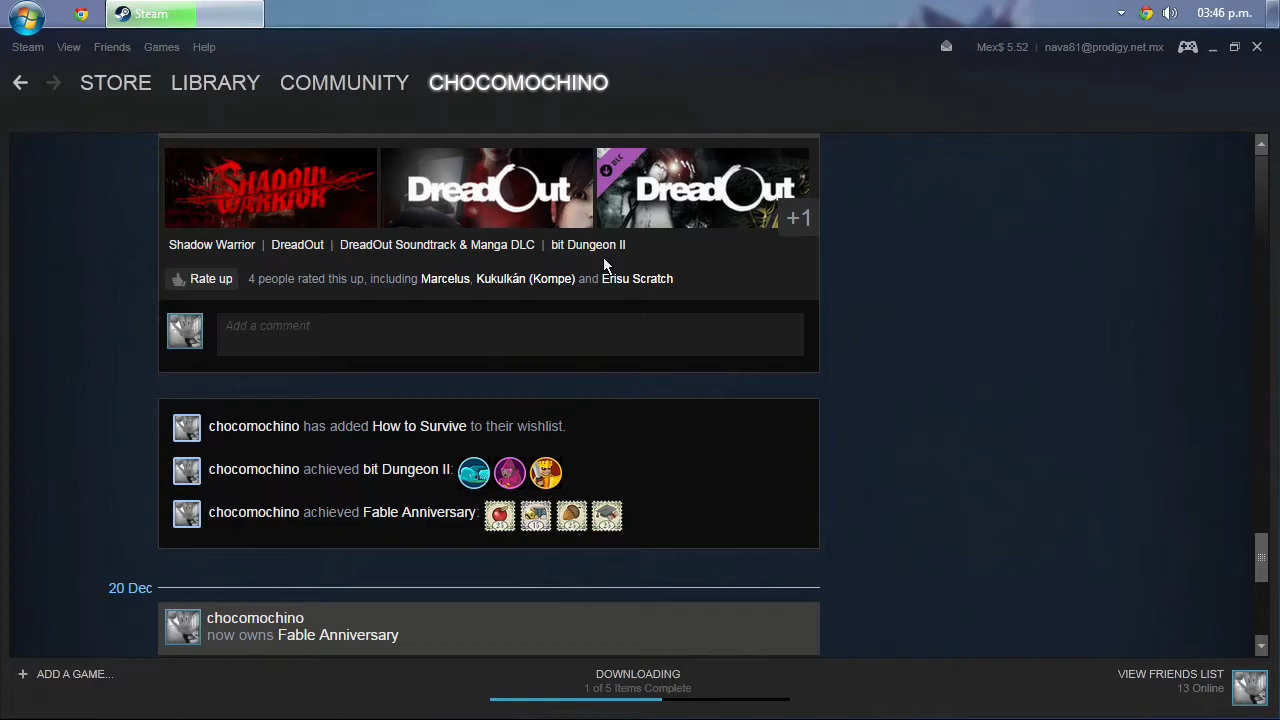 Steam
03:46 p.m.
Steam View Friends Games Help
Mex$ 5.52 nava81@prodigy.net.mx
STORE LIBRARY COMMUNITY CHOCOMOCHINO
SHADOW WARRIOR
DreadOut
DLC
DreadOut
+1
Shadow Warrior | DreadOut | DreadOut Soundtrack & Manga DLC | bit Dungeon II
Rate up 4 people rated this up, including Marcelus, Kukulkán (Kompe) and Erisu Scratch
Add a comment
chocomochino has added How to Survive to their wishlist.
chocomochino achieved bit Dungeon II:
chocomochino achieved Fable Anniversary:
20 Dec
chocomochino
now owns Fable Anniversary
+ ADD A GAME...
DOWNLOADING
1 of 5 Items Complete
VIEW FRIENDS LIST
13 Online